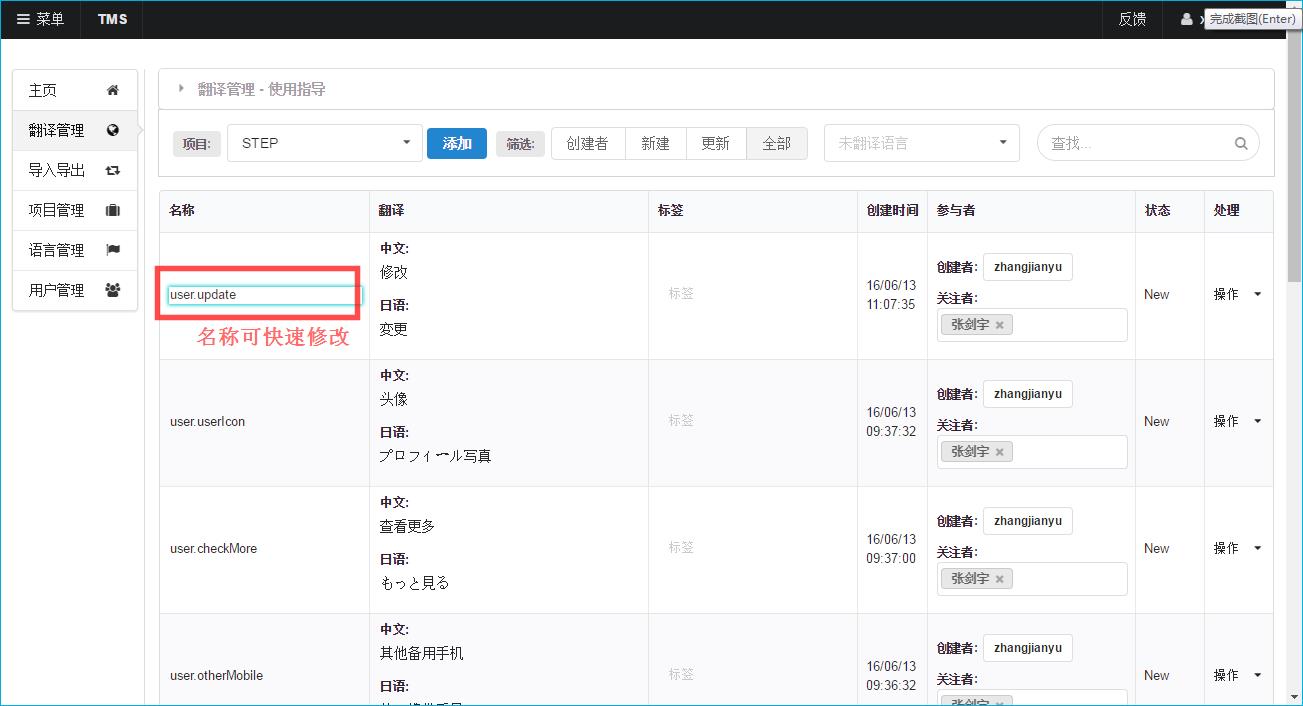 菜单
TMS
反馈
完成截图(Enter)
主页
翻译管理
导入导出
项目管理
语言管理
用户管理
翻译管理 - 使用指导
项目:
STEP
添加
筛选:
创建者
新建
更新
全部
未翻译语言
查找...
名称
翻译
标签
创建时间
参与者
状态
处理
user.update
名称可快速修改
中文:
修改
日语:
变更
标签
16/06/13
11:07:35
创建者: zhangjianyu
关注者:
张剑宇
New
操作
user.userIcon
中文:
头像
日语:
プロフィール写真
标签
16/06/13
09:37:32
创建者: zhangjianyu
关注者:
张剑宇
New
操作
user.checkMore
中文:
查看更多
日语:
もっと見る
标签
16/06/13
09:37:00
创建者: zhangjianyu
关注者:
张剑宇
New
操作
user.otherMobile
中文:
其他备用手机
日语:
标签
16/06/13
09:36:32
创建者: zhangjianyu
关注者:
张剑宇
New
操作